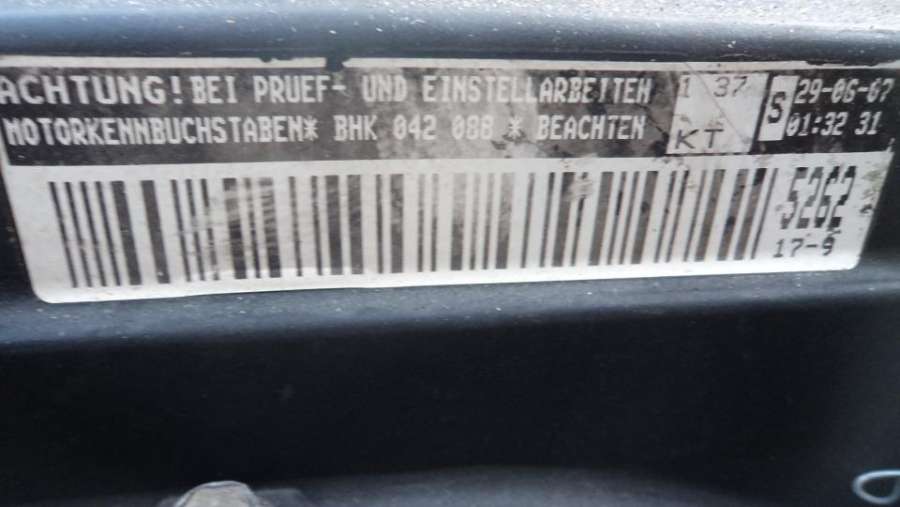 ACHTUNG! BEI PRUEF- UND EINSTELLARBEITEN
MOTORKENNBUCHSTABEN* BHK 042 088 * BEACHTEN
1 37
KT
S
29-06-07
01:32 31
5262
17-9